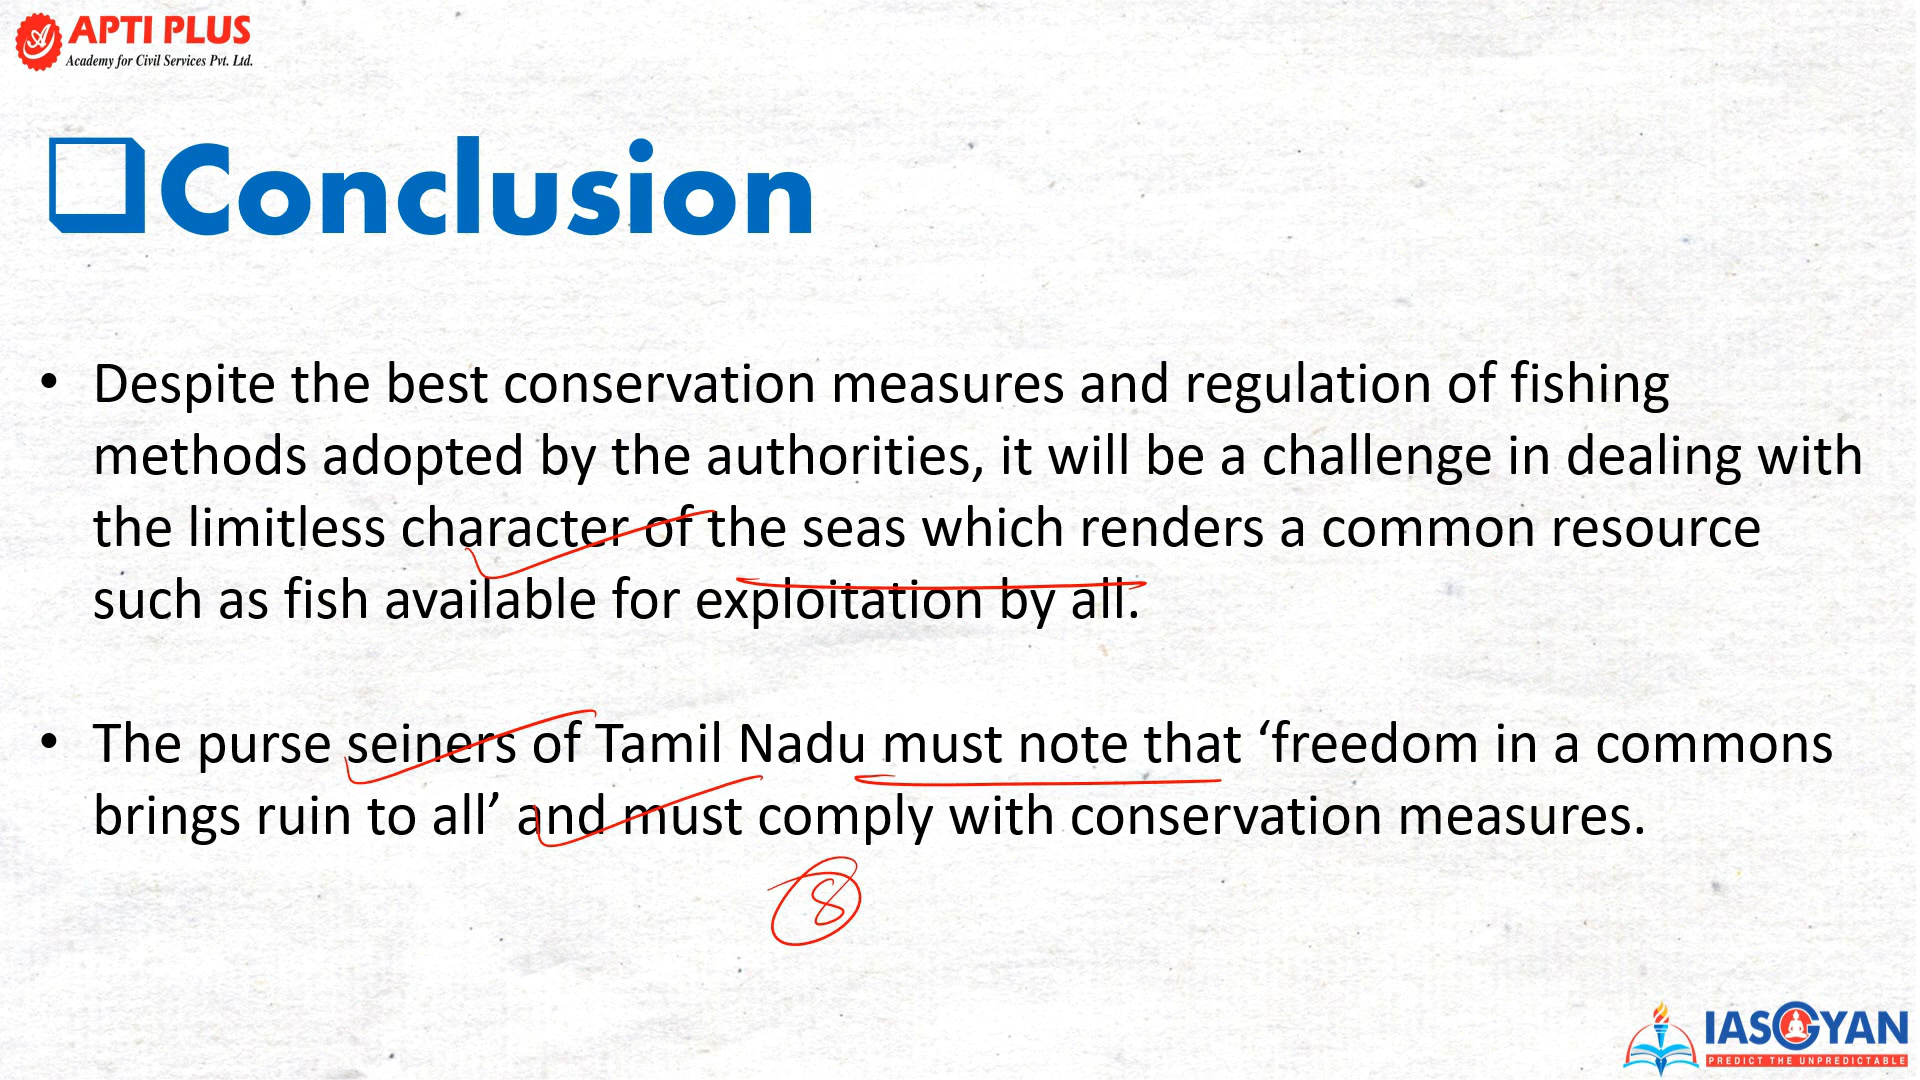 APTI PLUS
Academy for Civil Services Pvt. Ltd.
Conclusion
• Despite the best conservation measures and regulation of fishing
methods adopted by the authorities, it will be a challenge in dealing with
the limitless character of the seas which renders a common resource
such as fish available for exploitation by all.
• The purse seiners of Tamil Nadu must note that ‘freedom in a commons
brings ruin to all’ and must comply with conservation measures.
8
IASGYAN
PREDICT THE UNPREDICTABLE